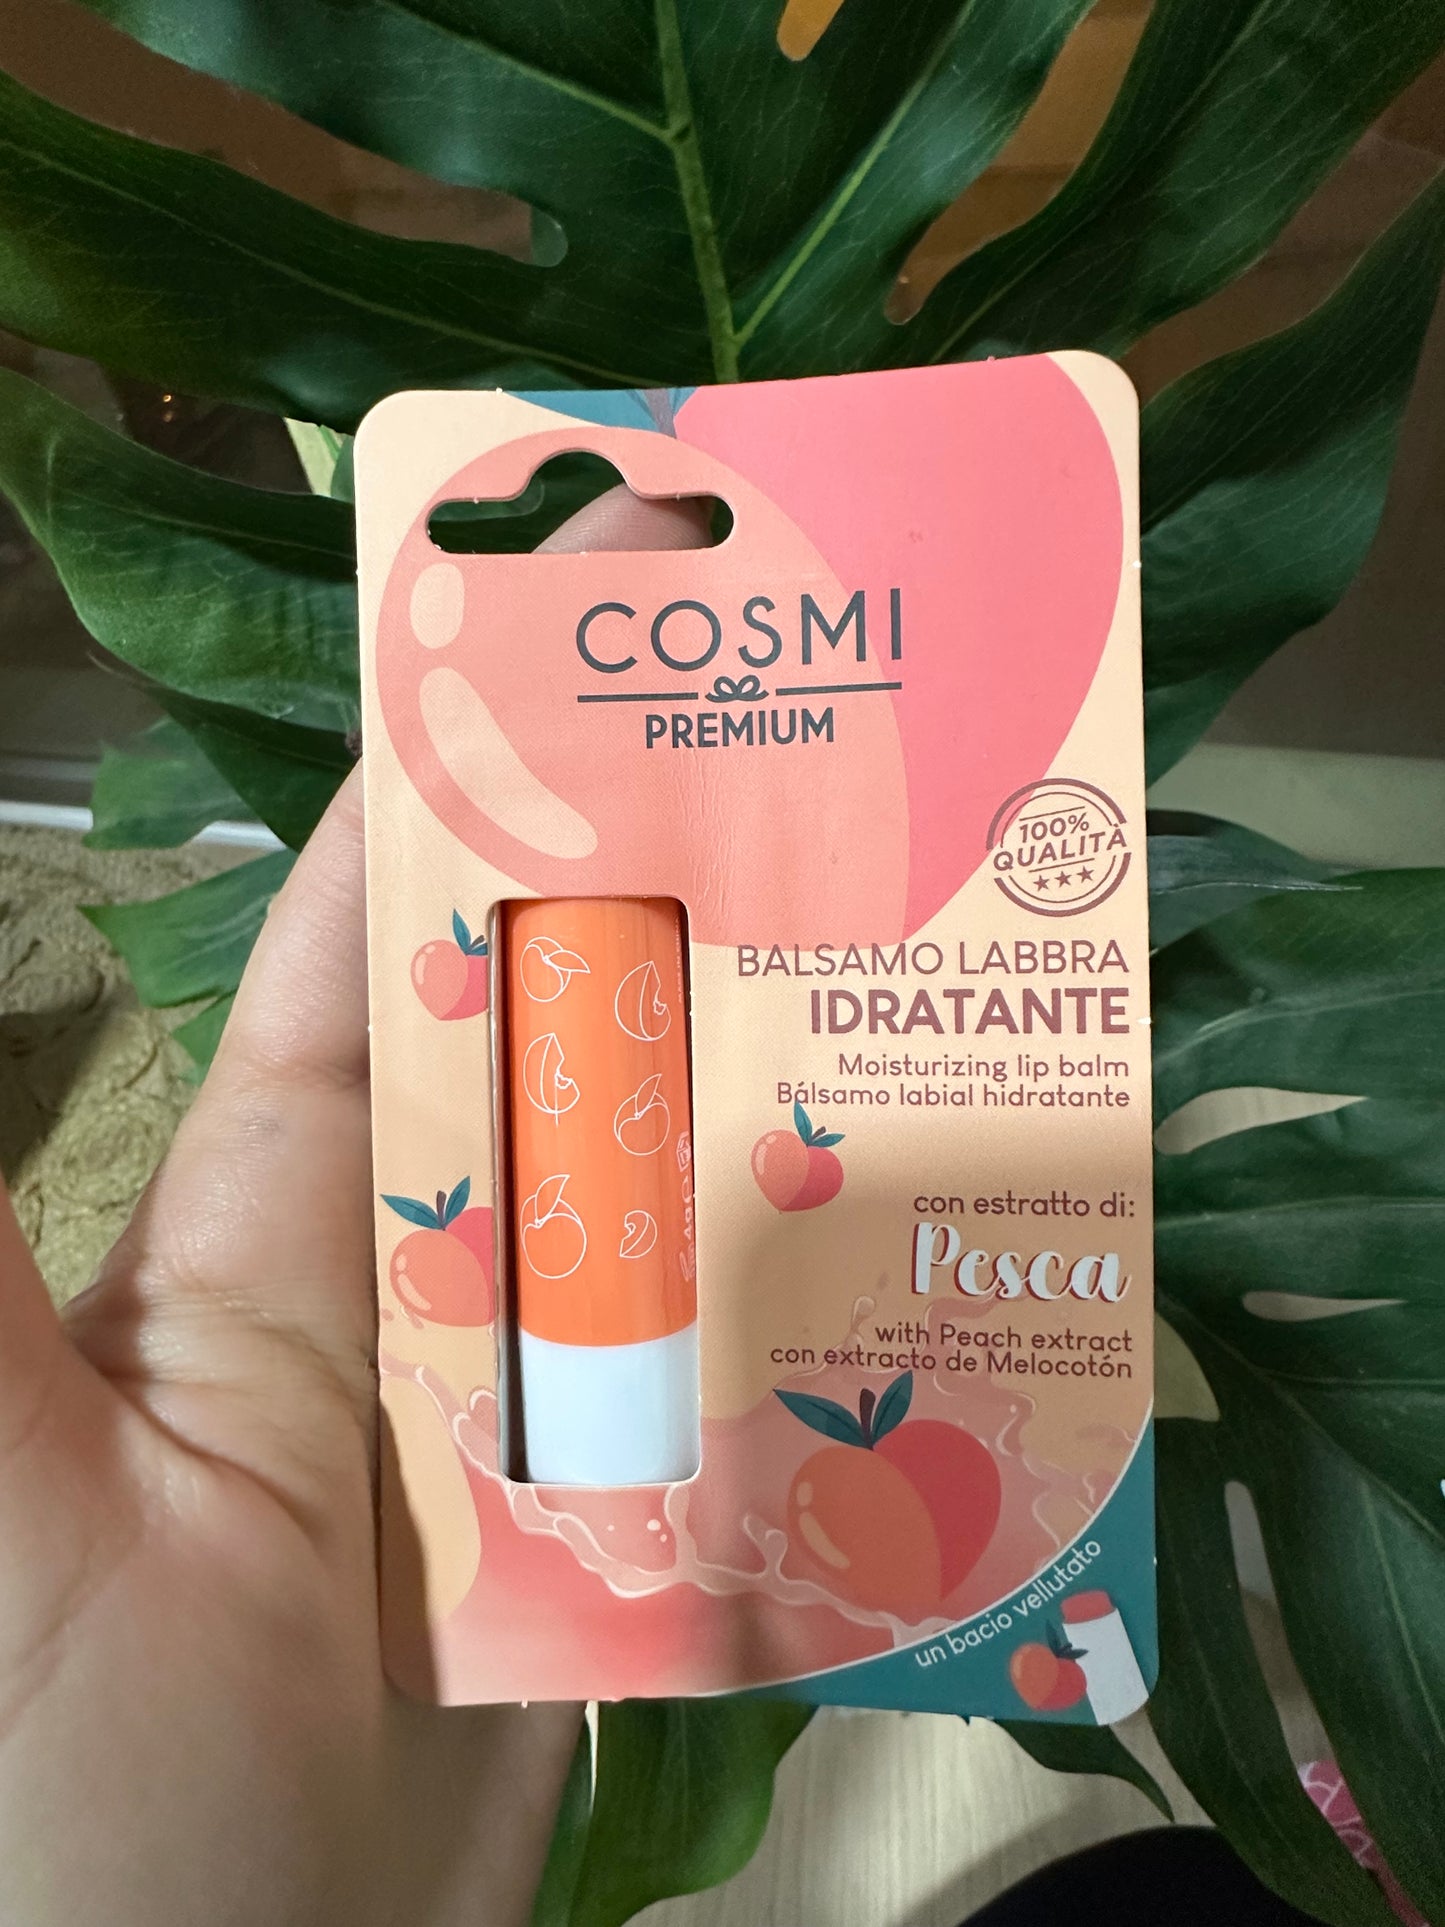 COSMI
PREMIUM
100%
QUALITÀ
BALSAMO LABBRA
IDRATANTE
Moisturizing lip balm
Bálsamo labial hidratante
con estratto di:
Pesca
with Peach extract
con extracto de Melocotón
un bacio vellutato